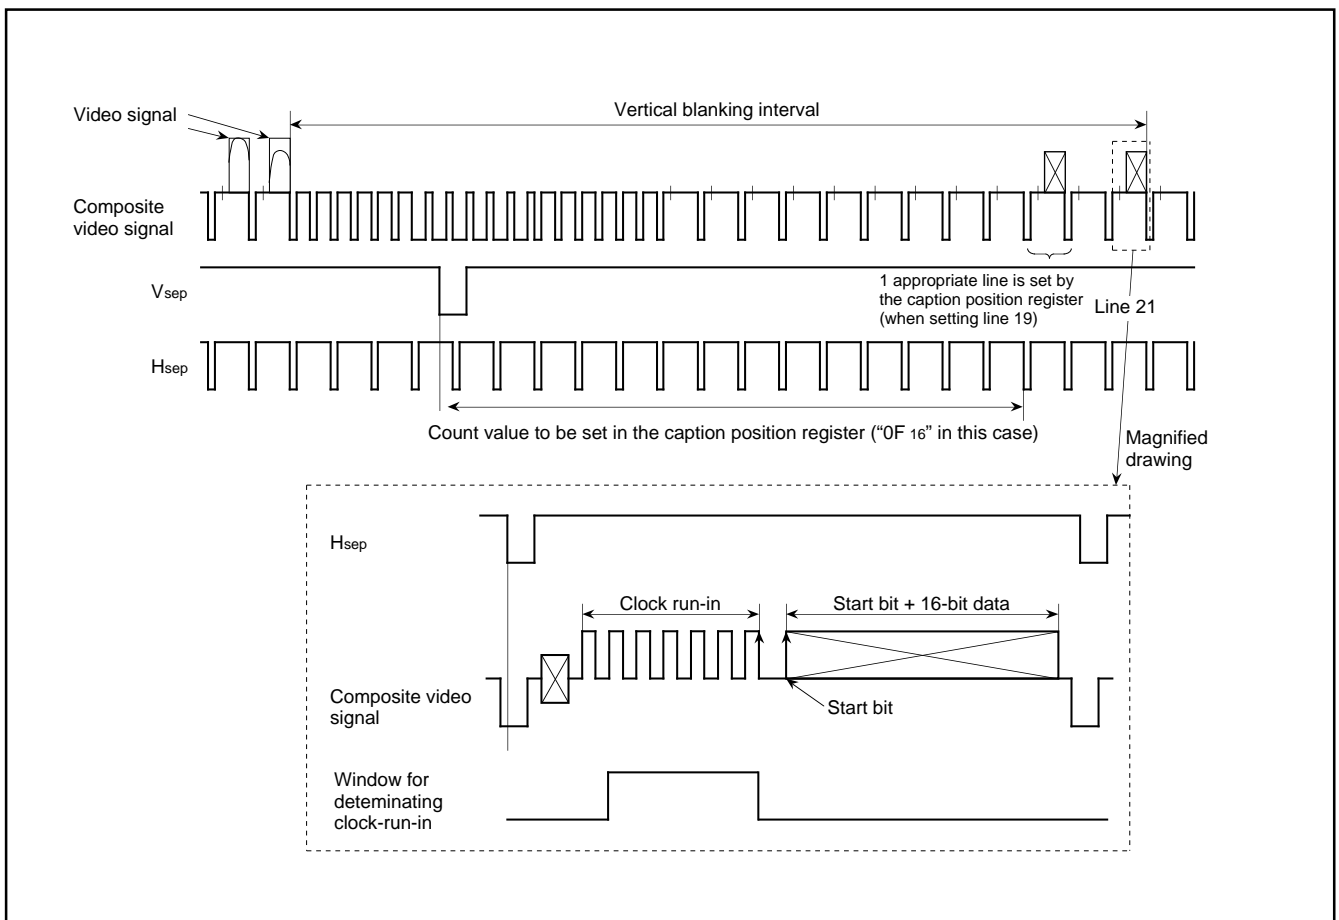 Video signal
Vertical blanking interval
Composite
video signal
Vsep
1 appropriate line is set by
the caption position register
(when setting line 19)
Line 21
Hsep
Count value to be set in the caption position register (“0F 16” in this case)
Magnified
drawing
Hsep
Clock run-in
Start bit + 16-bit data
Composite video
signal
Start bit
Window for
deteminating
clock-run-in